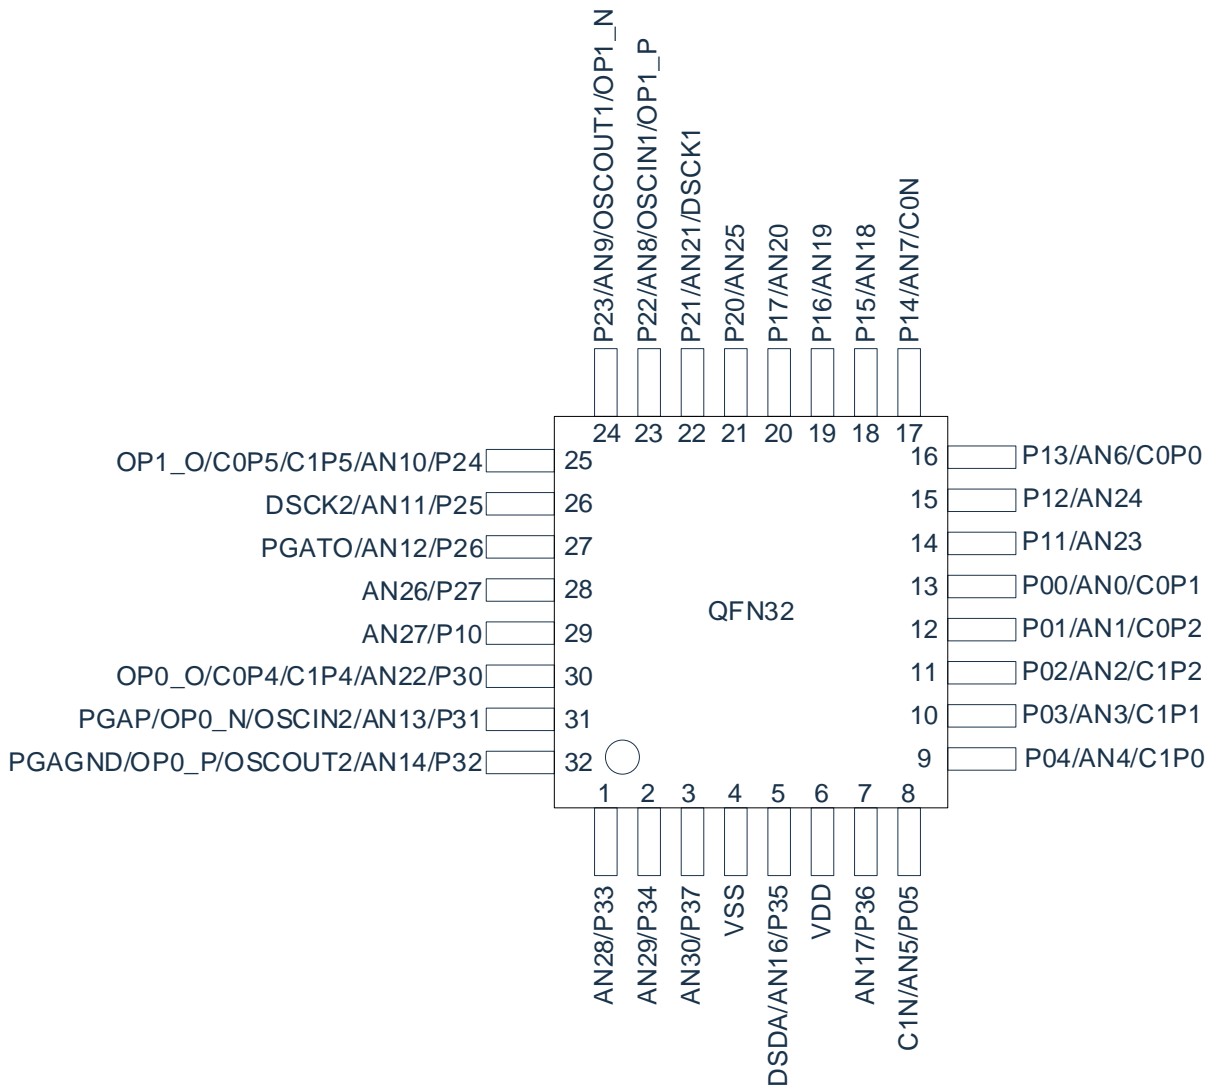 P23/AN9/OSCOUT1/OP1_N
P22/AN8/OSCIN1/OP1_P
P21/AN21/DSCK1
P20/AN25
P17/AN20
P16/AN19
P15/AN18
P14/AN7/C0N
24 23 22 21 20 19 18 17
OP1_O/C0P5/C1P5/AN10/P24 25
DSCK2/AN11/P25 26
PGATO/AN12/P26 27
AN26/P27 28
AN27/P10 29
OP0_O/C0P4/C1P4/AN22/P30 30
PGAP/OP0_N/OSCIN2/AN13/P31 31
PGAGND/OP0_P/OSCOUT2/AN14/P32 32
QFN32
16 P13/AN6/C0P0
15 P12/AN24
14 P11/AN23
13 P00/AN0/C0P1
12 P01/AN1/C0P2
11 P02/AN2/C1P2
10 P03/AN3/C1P1
9 P04/AN4/C1P0
1 2 3 4 5 6 7 8
AN28/P33
AN29/P34
AN30/P37
VSS
DSDA/AN16/P35
VDD
AN17/P36
C1N/AN5/P05